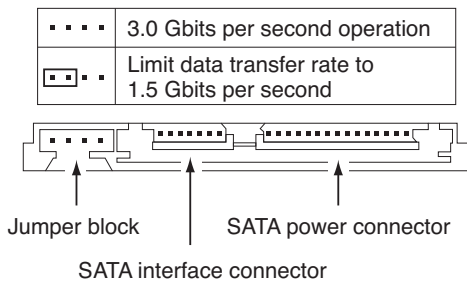 3.0 Gbits per second operation
Limit data transfer rate to
1.5 Gbits per second
Jumper block
SATA power connector
SATA interface connector